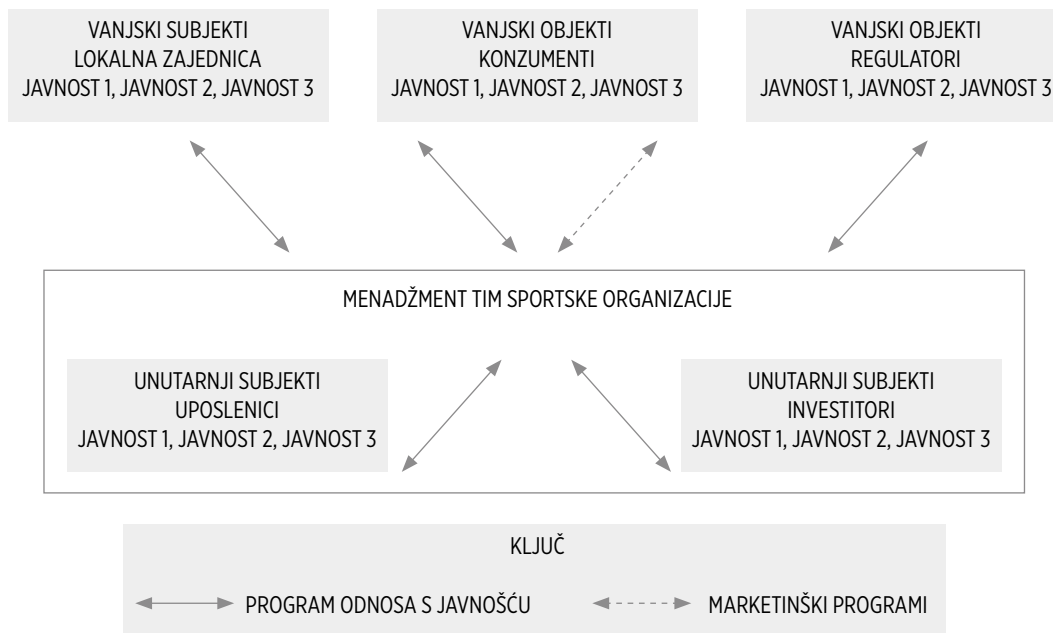 VANJSKI SUBJEKTI
LOKALNA ZAJEDNICA
JAVNOST 1, JAVNOST 2, JAVNOST 3
VANJSKI OBJEKTI
KONZUMENTI
JAVNOST 1, JAVNOST 2, JAVNOST 3
VANJSKI OBJEKTI
REGULATORI
JAVNOST 1, JAVNOST 2, JAVNOST 3
MENADŽMENT TIM SPORTSKE ORGANIZACIJE
UNUTARNJI SUBJEKTI
UPOSLENICI
JAVNOST 1, JAVNOST 2, JAVNOST 3
UNUTARNJI SUBJEKTI
INVESTITORI
JAVNOST 1, JAVNOST 2, JAVNOST 3
KLJUČ
PROGRAM ODNOSA S JAVNOŠĆU
MARKETINŠKI PROGRAMI